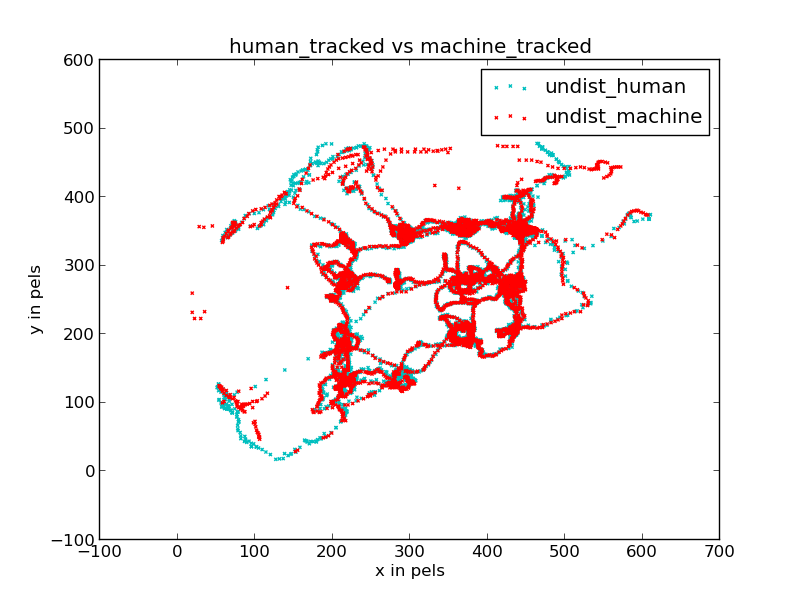 human_tracked vs machine_tracked
undist_human
undist_machine
600
500
400
300
200
100
0
−100
y in pels
−100 0 100 200 300 400 500 600 700
x in pels